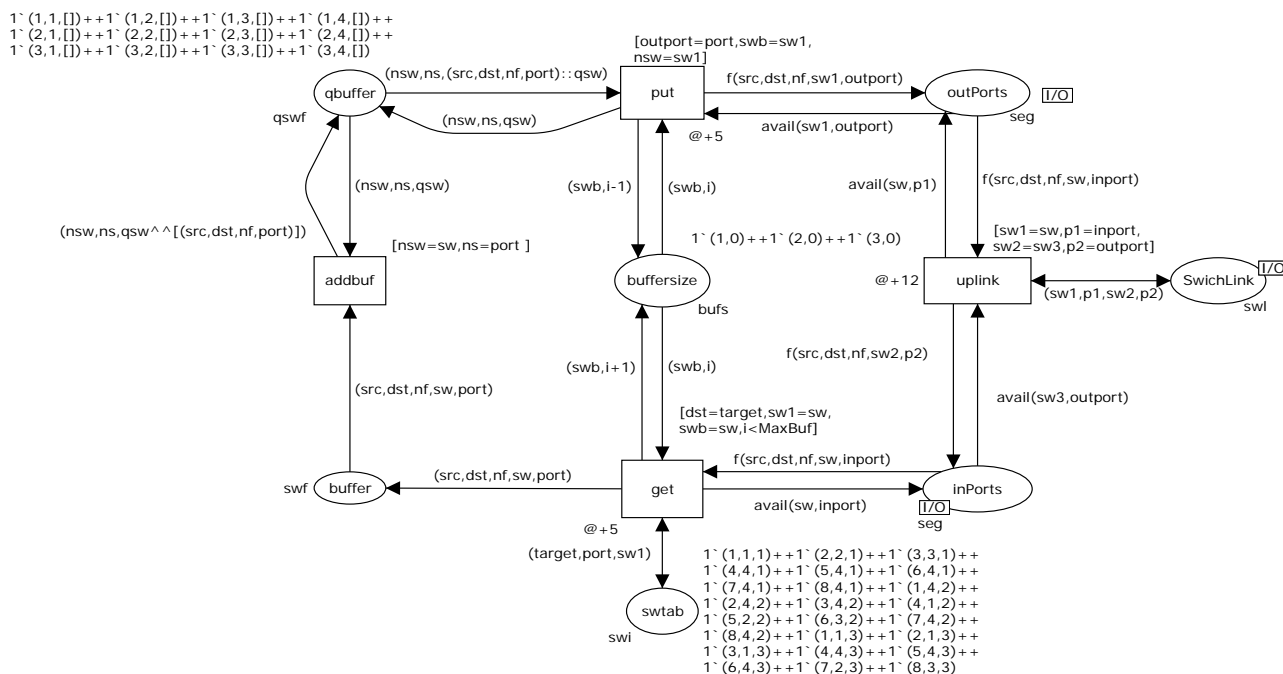 1`(1,1,[])++1`(1,2,[])++1`(1,3,[])++1`(1,4,[])++
1`(2,1,[])++1`(2,2,[])++1`(2,3,[])++1`(2,4,[])++
1`(3,1,[])++1`(3,2,[])++1`(3,3,[])++1`(3,4,[])
[outport=port,swb=sw1,
nsw=sw1]
qbuffer
qswf
(nsw,ns,(src,dst,nf,port)::qsw)
(nsw,ns,qsw)
put
@+5
f(src,dst,nf,sw1,outport)
avail(sw1,outport)
outPorts
I/O
seg
(nsw,ns,qsw)
(swb,i-1)
(swb,i)
avail(sw,p1)
f(src,dst,nf,sw,inport)
(nsw,ns,qsw^^[(src,dst,nf,port)])
[nsw=sw,ns=port ]
1`(1,0)++1`(2,0)++1`(3,0)
[sw1=sw,p1=inport,
sw2=sw3,p2=outport]
addbuf
buffersize
bufs
@+12
uplink
(sw1,p1,sw2,p2)
SwichLink
I/O
swl
(src,dst,nf,sw,port)
(swb,i+1)
(swb,i)
f(src,dst,nf,sw2,p2)
avail(sw3,outport)
[dst=target,sw1=sw,
swb=sw,i<MaxBuf]
swf
buffer
(src,dst,nf,sw,port)
get
@+5
f(src,dst,nf,sw,inport)
avail(sw,inport)
inPorts
I/O
seg
(target,port,sw1)
swtab
swi
1`(1,1,1)++1`(2,2,1)++1`(3,3,1)++
1`(4,4,1)++1`(5,4,1)++1`(6,4,1)++
1`(7,4,1)++1`(8,4,1)++1`(1,4,2)++
1`(2,4,2)++1`(3,4,2)++1`(4,1,2)++
1`(5,2,2)++1`(6,3,2)++1`(7,4,2)++
1`(8,4,2)++1`(1,1,3)++1`(2,1,3)++
1`(3,1,3)++1`(4,4,3)++1`(5,4,3)++
1`(6,4,3)++1`(7,2,3)++1`(8,3,3)